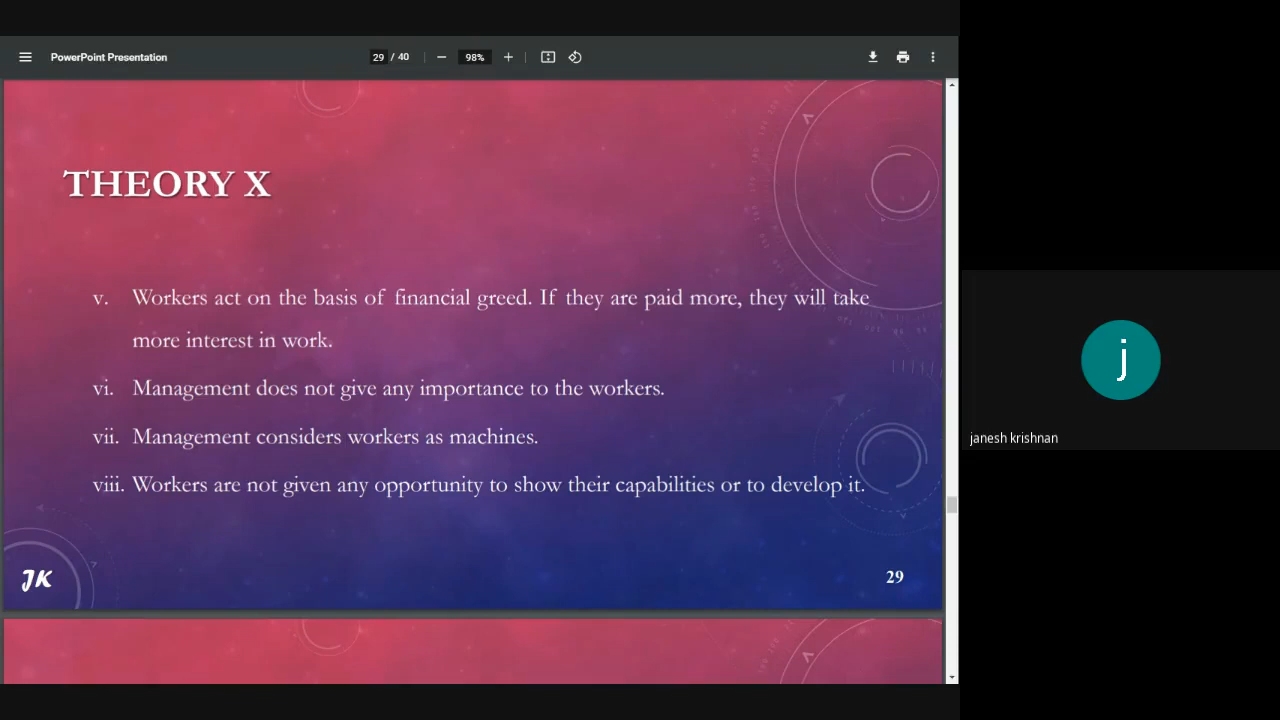 PowerPoint Presentation
29 / 40
98%
THEORY X
v. Workers act on the basis of financial greed. If they are paid more, they will take
more interest in work.
vi. Management does not give any importance to the workers.
vii. Management considers workers as machines.
viii. Workers are not given any opportunity to show their capabilities or to develop it.
JK
29
j
janesh krishnan